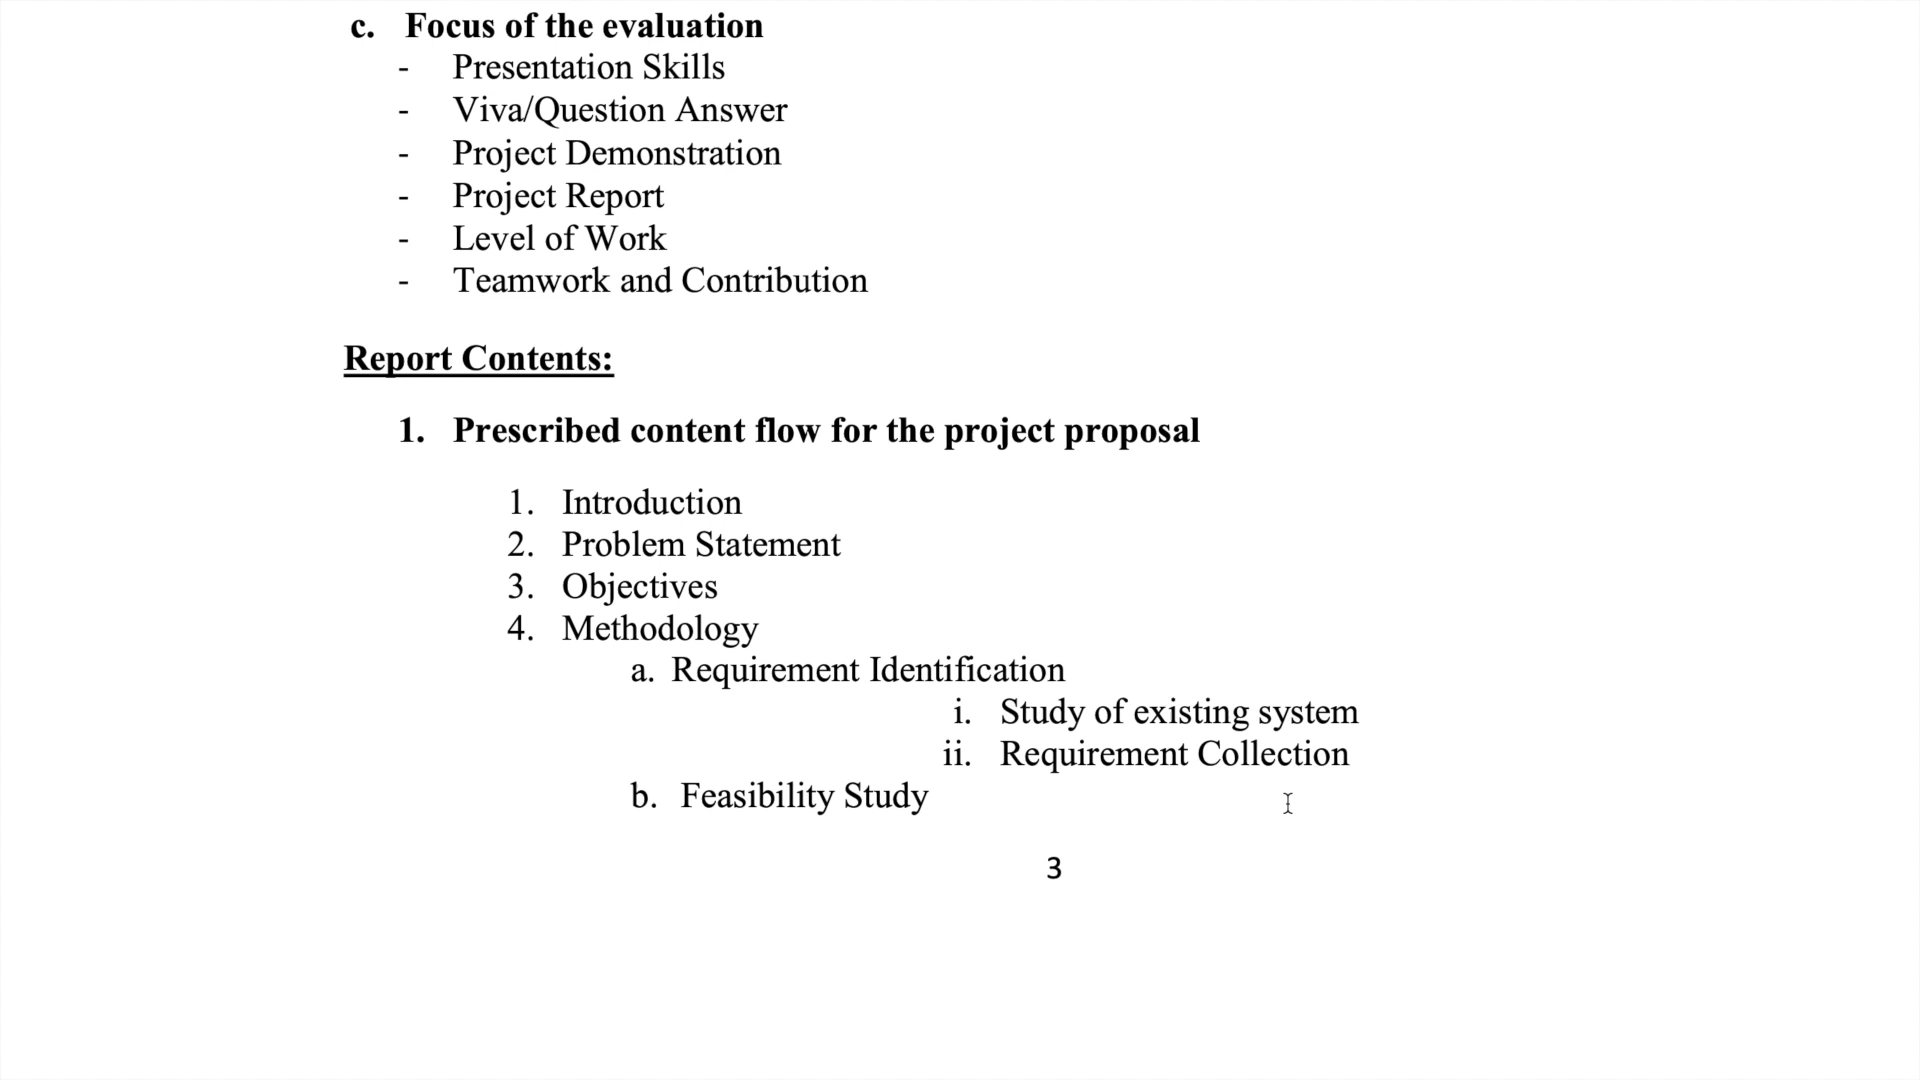 c. Focus of the evaluation
- Presentation Skills
- Viva/Question Answer
- Project Demonstration
- Project Report
- Level of Work
- Teamwork and Contribution
Report Contents:
1. Prescribed content flow for the project proposal
1. Introduction
2. Problem Statement
3. Objectives
4. Methodology
a. Requirement Identification
i. Study of existing system
ii. Requirement Collection
b. Feasibility Study
3